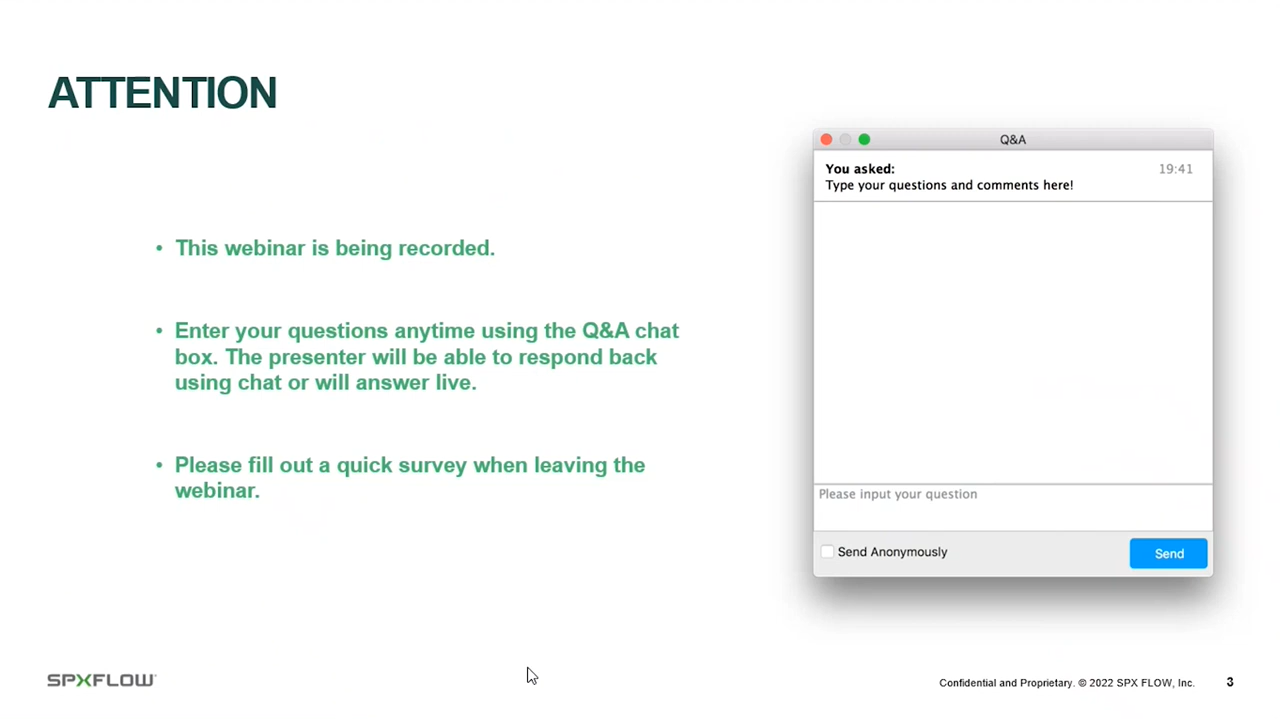 ATTENTION
• This webinar is being recorded.
• Enter your questions anytime using the Q&A chat
box. The presenter will be able to respond back
using chat or will answer live.
• Please fill out a quick survey when leaving the
webinar.
Q&A
You asked:
19:41
Type your questions and comments here!
Please input your question
Send Anonymously
Send
SPXFLOW
Confidential and Proprietary. © 2022 SPX FLOW, Inc.
3